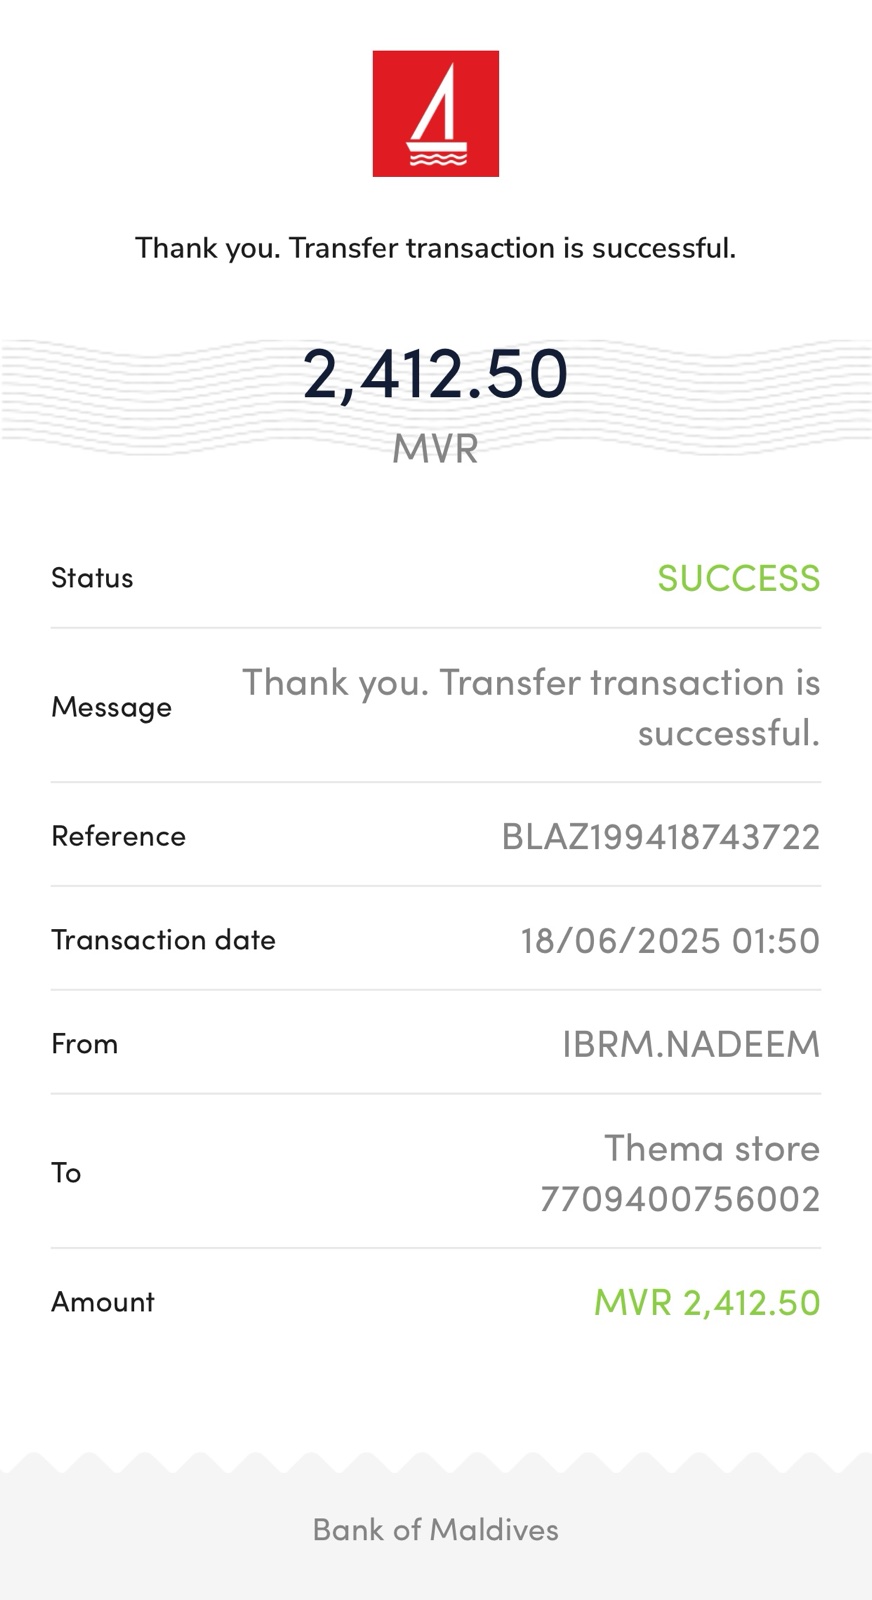 Thank you. Transfer transaction is successful.
2,412.50
MVR
Status
SUCCESS
Message
Thank you. Transfer transaction is
successful.
Reference
BLAZ199418743722
Transaction date
18/06/2025 01:50
From
IBRM.NADEEM
To
Thema store
7709400756002
Amount
MVR 2,412.50
Bank of Maldives